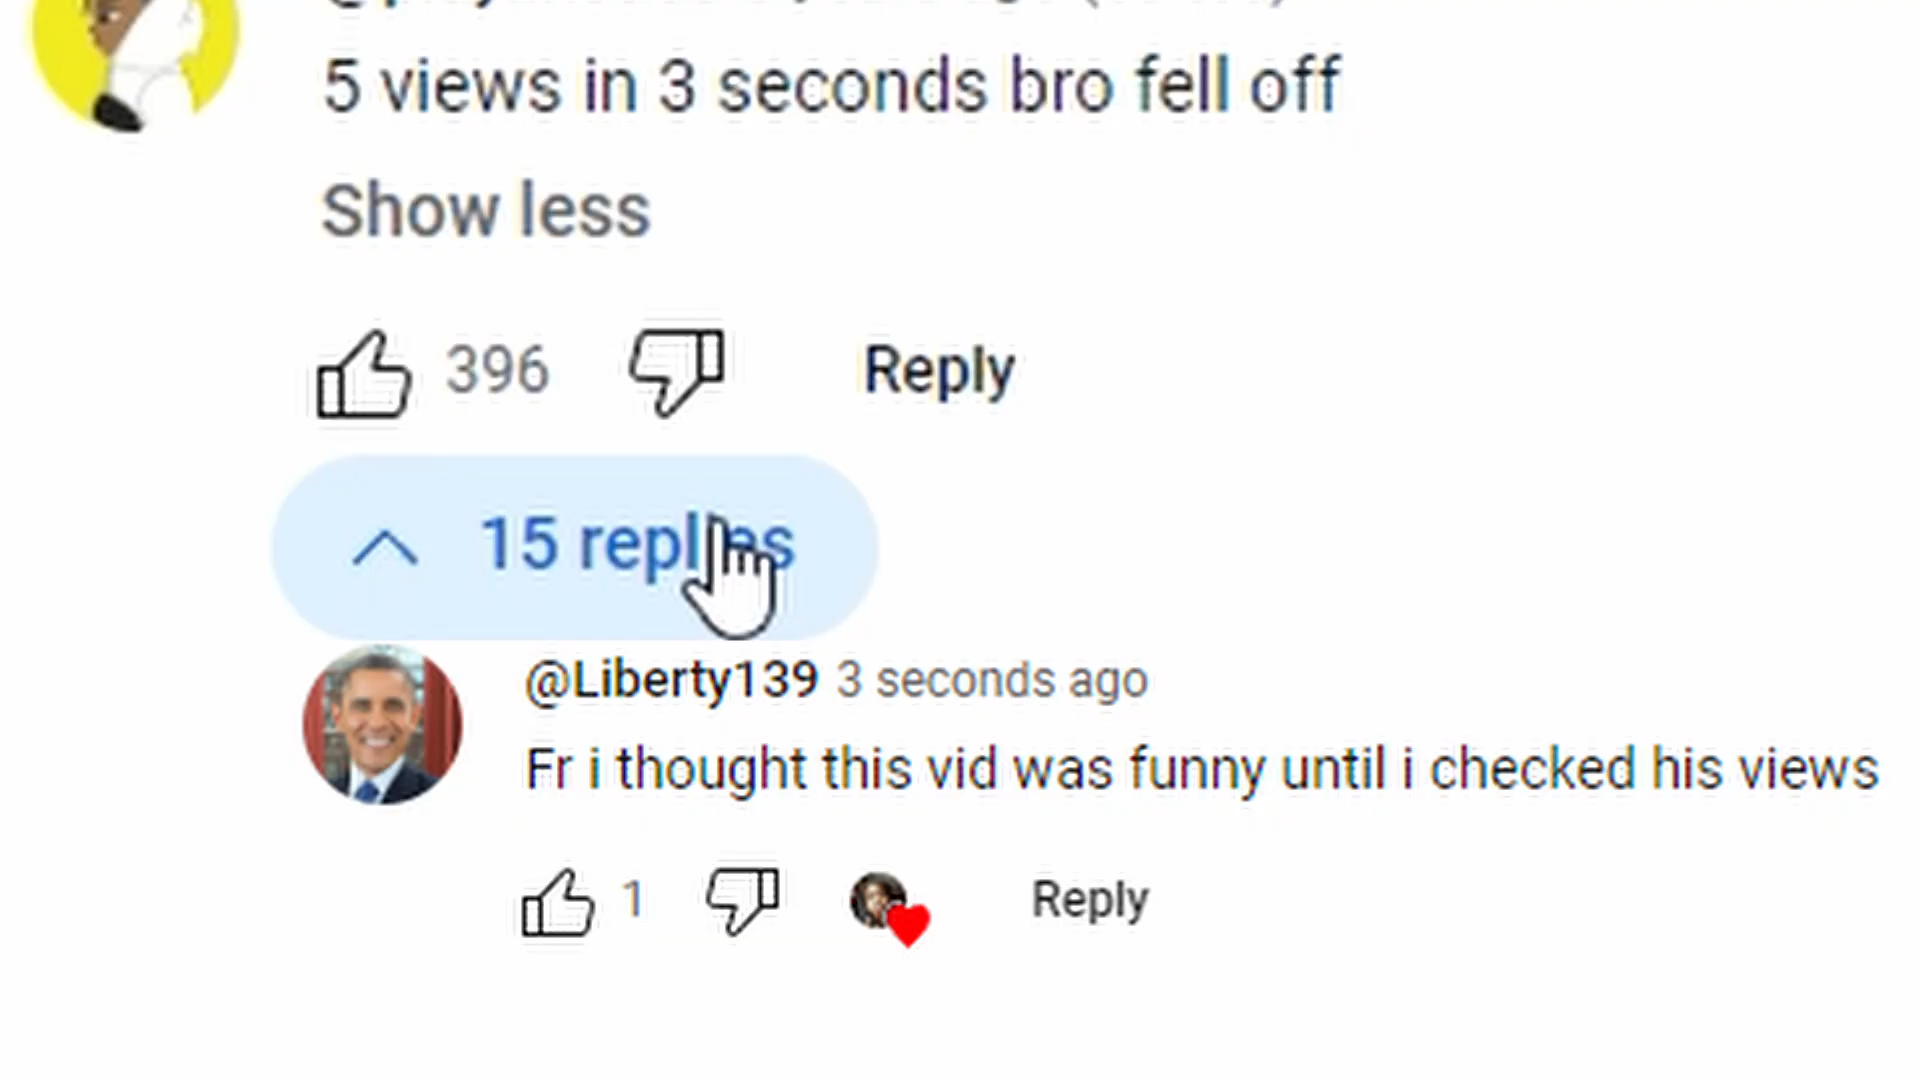 5 views in 3 seconds bro fell off
Show less
396 Reply
15 replies
@Liberty139 3 seconds ago
Fr i thought this vid was funny until i checked his views
1 Reply